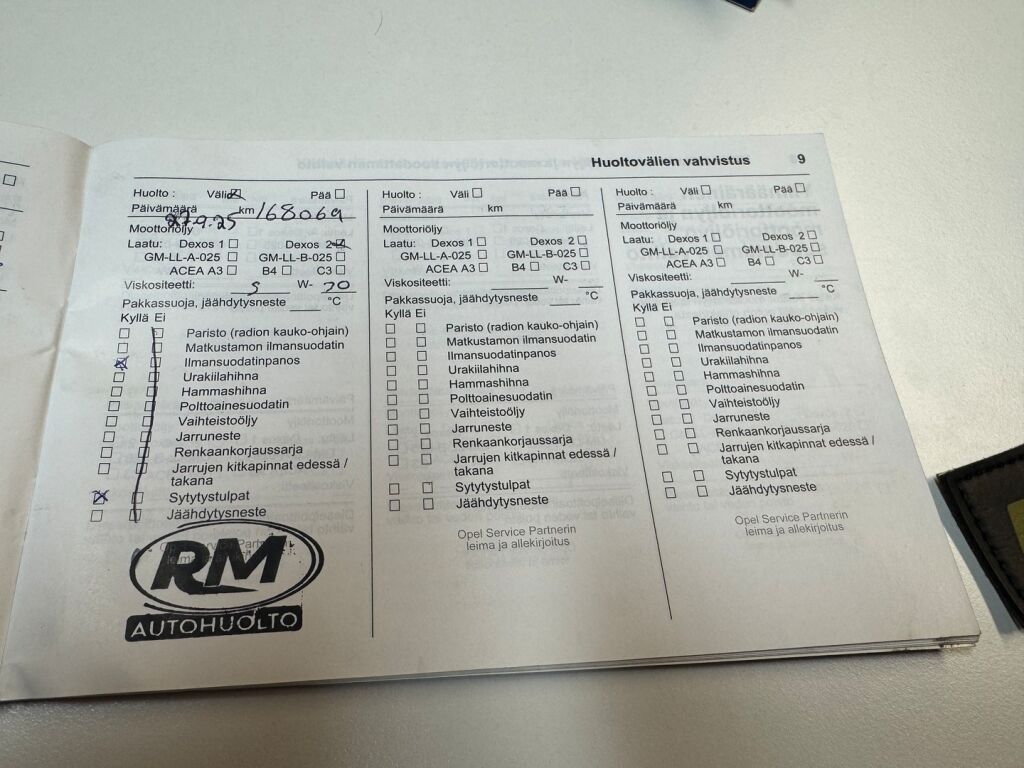 Huoltovälien vahvistus 9
Huolto : Väli Pää
Päivämäärä km 168069
27.9.25
Moottoriöljy
Laatu: Dexos 1 Dexos 2
GM-LL-A-025 GM-LL-B-025
ACEA A3 B4 C3
Viskositeetti: 5 W- 30
Pakkassuoja, jäähdytysneste °C
Kyllä Ei
Paristo (radion kauko-ohjain)
Matkustamon ilmansuodatin
Ilmansuodatinpanos
Urakiilahihna
Hammashihna
Polttoainesuodatin
Vaihteistoöljy
Jarruneste
Renkaankorjaussarja
Jarrujen kitkapinnat edessä /
takana
Sytytystulpat
Jäähdytysneste
RM
AUTOHUOLTO
Huolto : Väli Pää
Päivämäärä km
Moottoriöljy
Laatu: Dexos 1 Dexos 2
GM-LL-A-025 GM-LL-B-025
ACEA A3 B4 C3
Viskositeetti: W-
Pakkassuoja, jäähdytysneste °C
Kyllä Ei
Paristo (radion kauko-ohjain)
Matkustamon ilmansuodatin
Ilmansuodatinpanos
Urakiilahihna
Hammashihna
Polttoainesuodatin
Vaihteistoöljy
Jarruneste
Renkaankorjaussarja
Jarrujen kitkapinnat edessä /
takana
Sytytystulpat
Jäähdytysneste
Opel Service Partnerin
leima ja allekirjoitus
Huolto : Väli Pää
Päivämäärä km
Moottoriöljy
Laatu: Dexos 1 Dexos 2
GM-LL-A-025 GM-LL-B-025
ACEA A3 B4 C3
Viskositeetti: W-
Pakkassuoja, jäähdytysneste °C
Kyllä Ei
Paristo (radion kauko-ohjain)
Matkustamon ilmansuodatin
Ilmansuodatinpanos
Urakiilahihna
Hammashihna
Polttoainesuodatin
Vaihteistoöljy
Jarruneste
Renkaankorjaussarja
Jarrujen kitkapinnat edessä /
takana
Sytytystulpat
Jäähdytysneste
Opel Service Partnerin
leima ja allekirjoitus